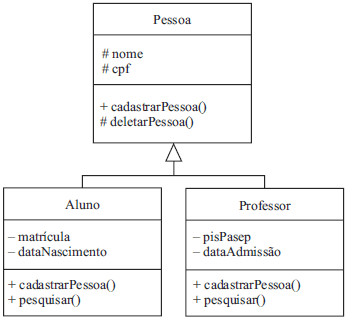 Pessoa
# nome
# cpf
+ cadastrarPessoa()
# deletarPessoa()
Aluno
– matrícula
– dataNascimento
+ cadastrarPessoa()
+ pesquisar()
Professor
– pisPasep
– dataAdmissão
+ cadastrarPessoa()
+ pesquisar()